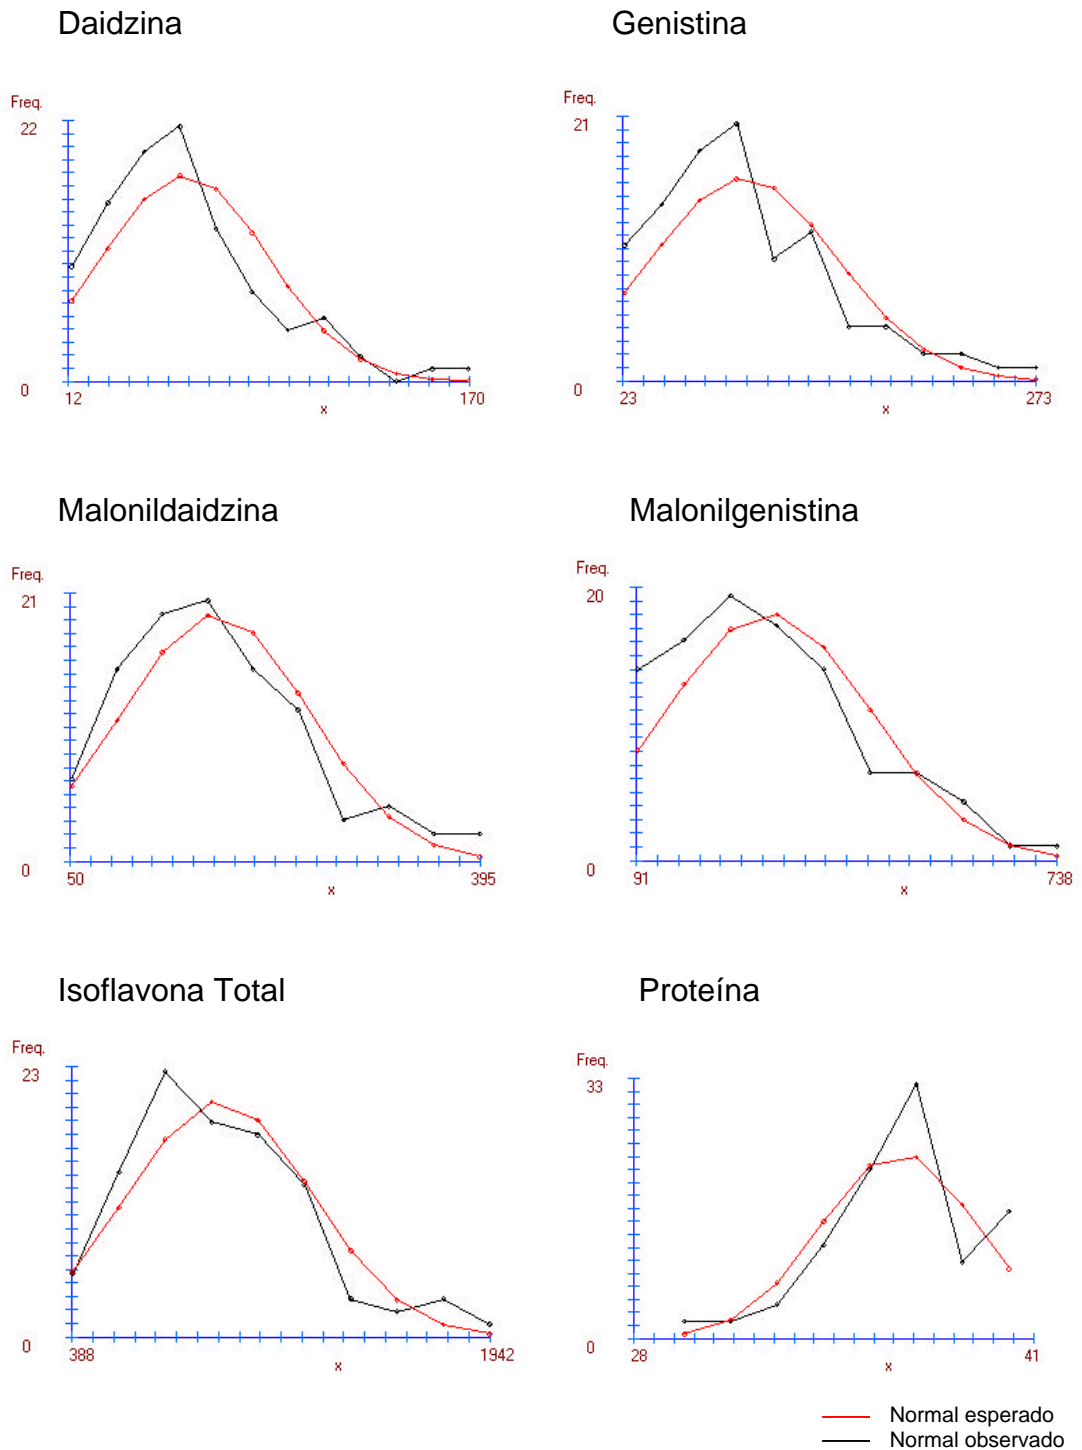 Daidzina
Genistina
Freq.
22
0
12
x
170
Freq.
21
0
23
x
273
Malonildaidzina
Malonilgenistina
Freq.
21
0
50
x
395
Freq.
20
0
91
x
738
Isoflavona Total
Proteína
Freq.
23
0
388
x
1942
Freq.
33
0
28
x
41
Normal esperado
Normal observado